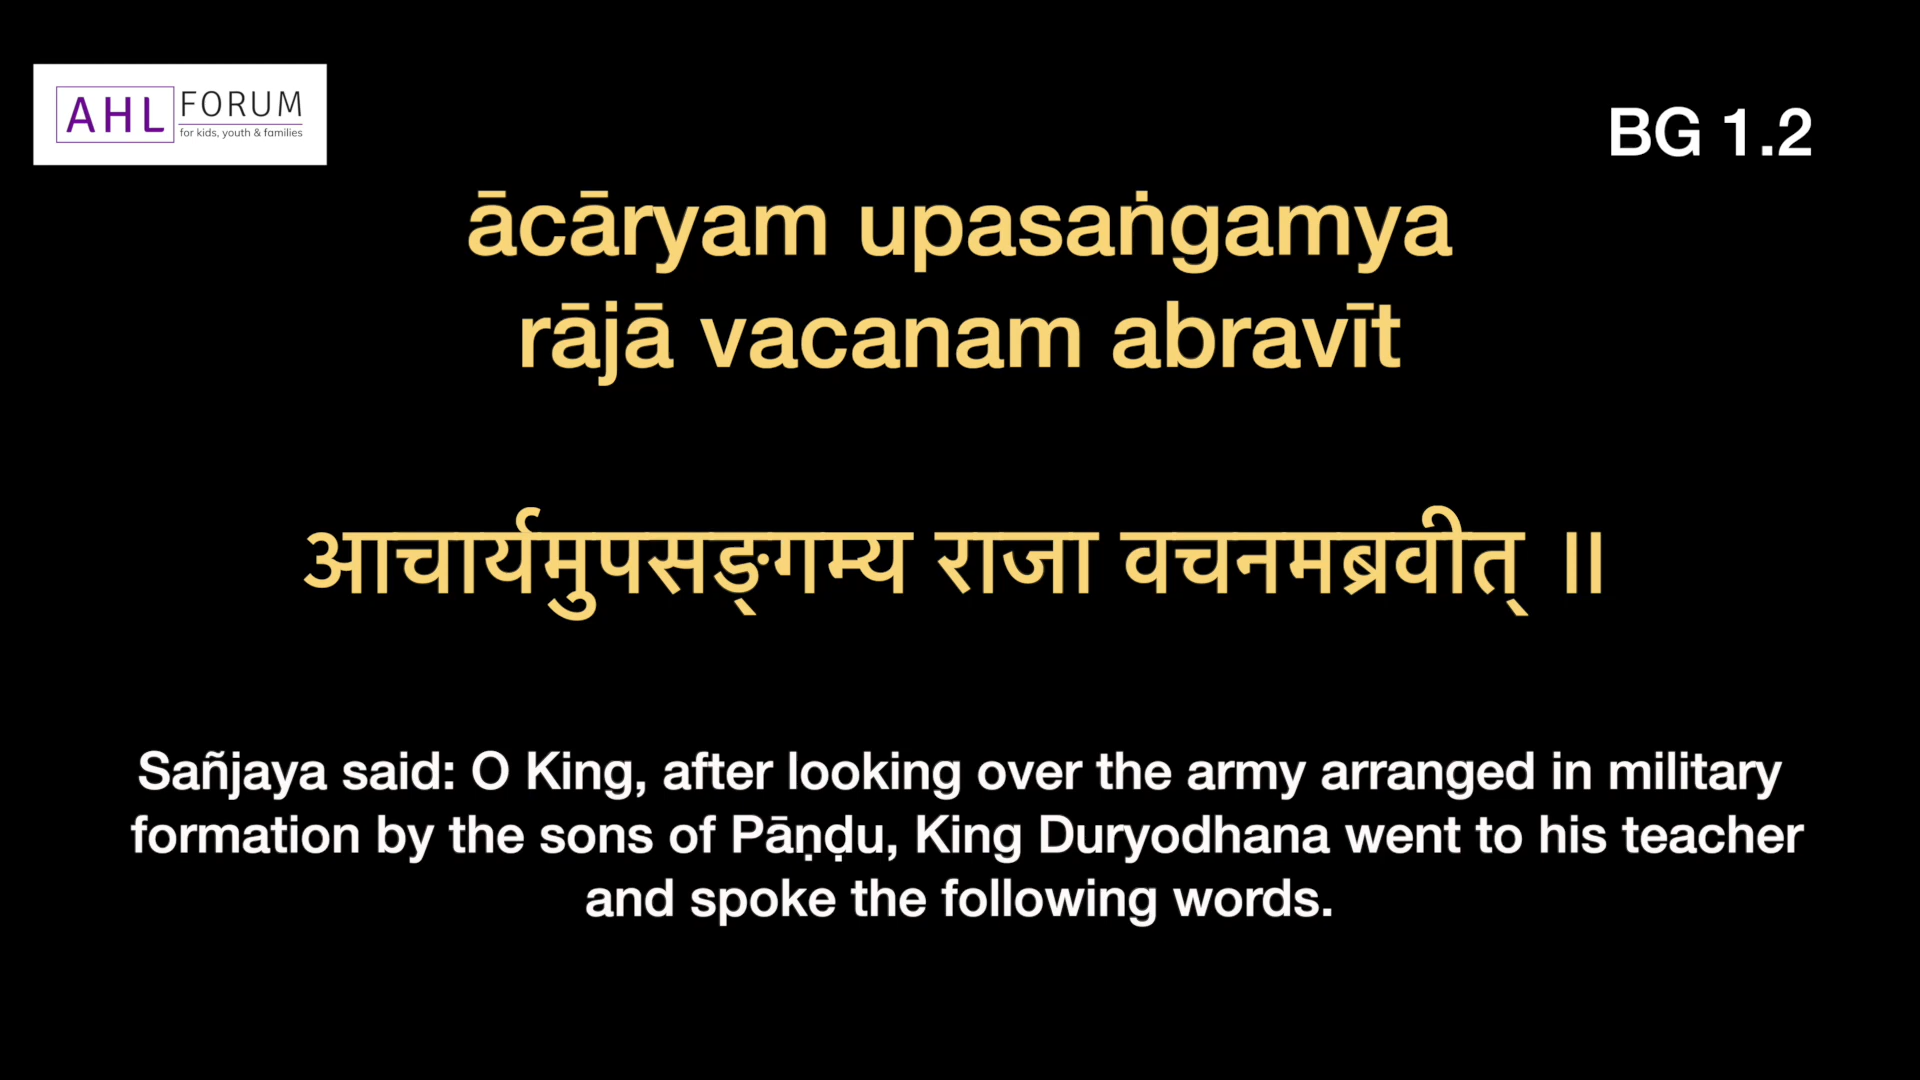 AHL FORUM
for kids, youth & families
BG 1.2
ācāryam upasaṅgamya
rājā vacanam abravīt
आचार्यमुपसङ्‍गम्य राजा वचनमब्रवीत् ॥
Sañjaya said: O King, after looking over the army arranged in military
formation by the sons of Pāṇḍu, King Duryodhana went to his teacher
and spoke the following words.